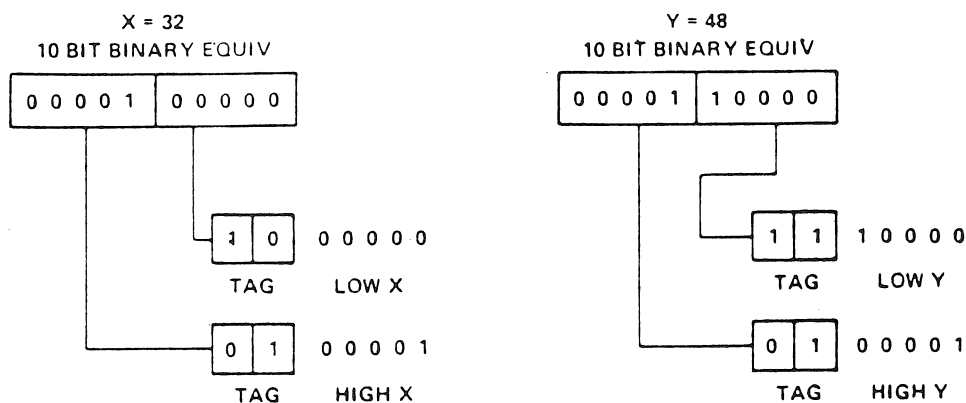 X = 32
10 BIT BINARY EQUIV
0 0 0 0 1 0 0 0 0 0
1 0 0 0 0 0 0
TAG LOW X
0 1 0 0 0 0 1
TAG HIGH X
Y = 48
10 BIT BINARY EQUIV
0 0 0 0 1 1 0 0 0 0
1 1 1 0 0 0 0
TAG LOW Y
0 1 0 0 0 0 1
TAG HIGH Y